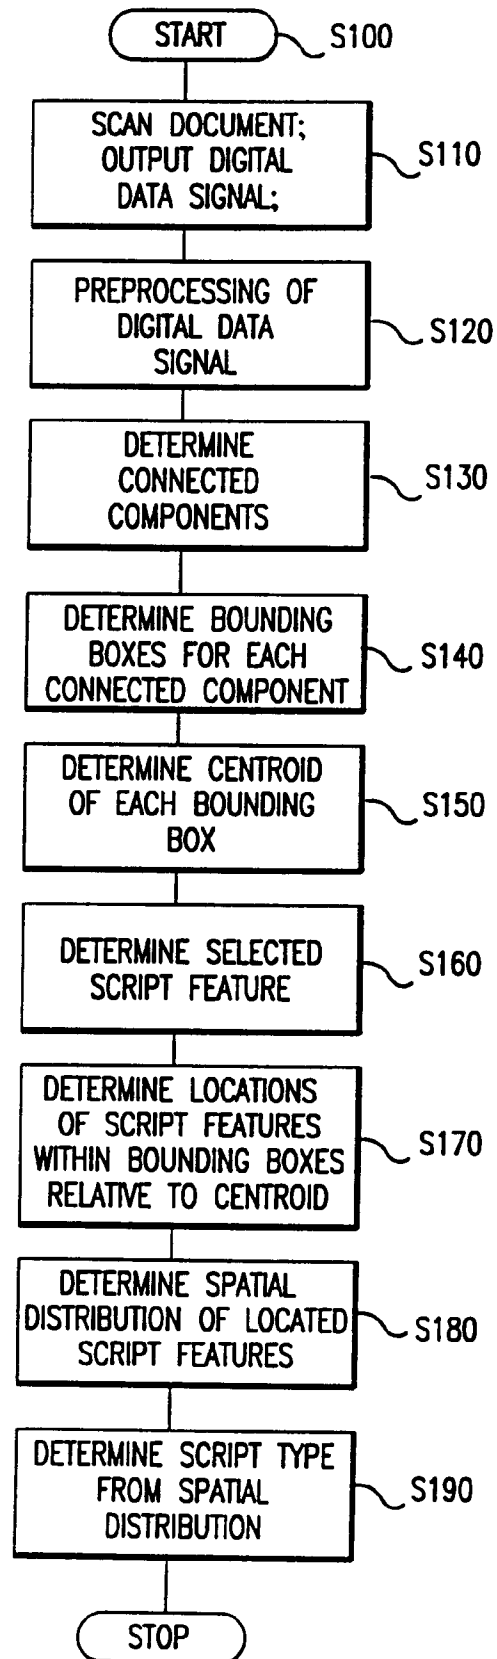 START
S100
SCAN DOCUMENT;
OUTPUT DIGITAL
DATA SIGNAL;
S110
PREPROCESSING OF
DIGITAL DATA
SIGNAL
S120
DETERMINE
CONNECTED
COMPONENTS
S130
DETERMINE BOUNDING
BOXES FOR EACH
CONNECTED COMPONENT
S140
DETERMINE CENTROID
OF EACH BOUNDING
BOX
S150
DETERMINE SELECTED
SCRIPT FEATURE
S160
DETERMINE LOCATIONS
OF SCRIPT FEATURES
WITHIN BOUNDING BOXES
RELATIVE TO CENTROID
S170
DETERMINE SPATIAL
DISTRIBUTION OF LOCATED
SCRIPT FEATURES
S180
DETERMINE SCRIPT TYPE
FROM SPATIAL
DISTRIBUTION
S190
STOP